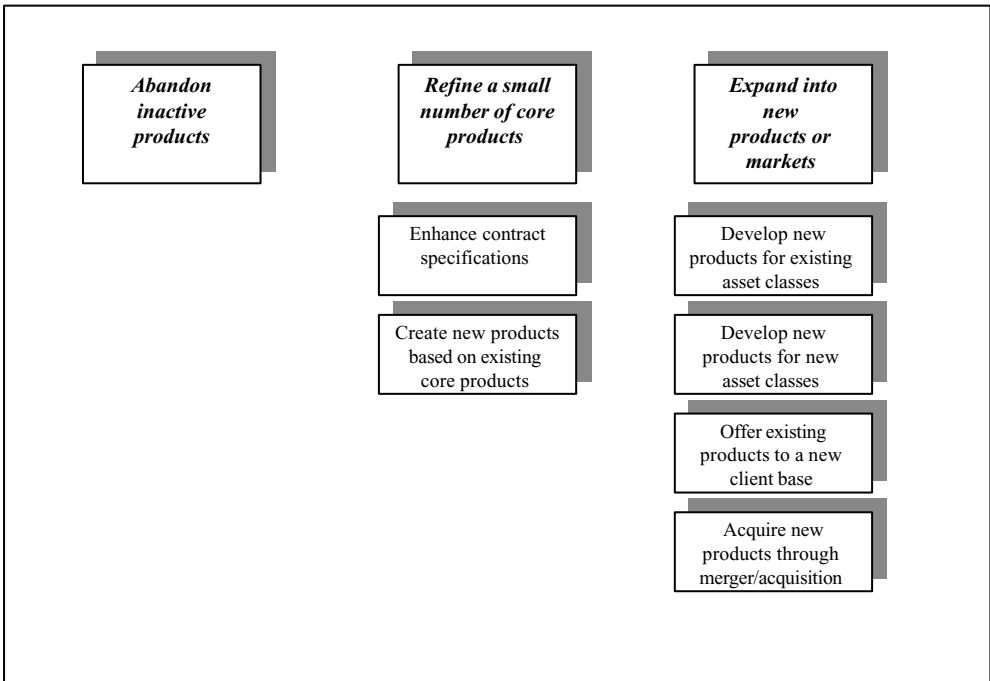 Abandon
inactive
products
Refine a small
number of core
products
Enhance contract
specifications
Create new products
based on existing
core products
Expand into
new
products or
markets
Develop new
products for existing
asset classes
Develop new
products for new
asset classes
Offer existing
products to a new
client base
Acquire new
products through
merger/acquisition